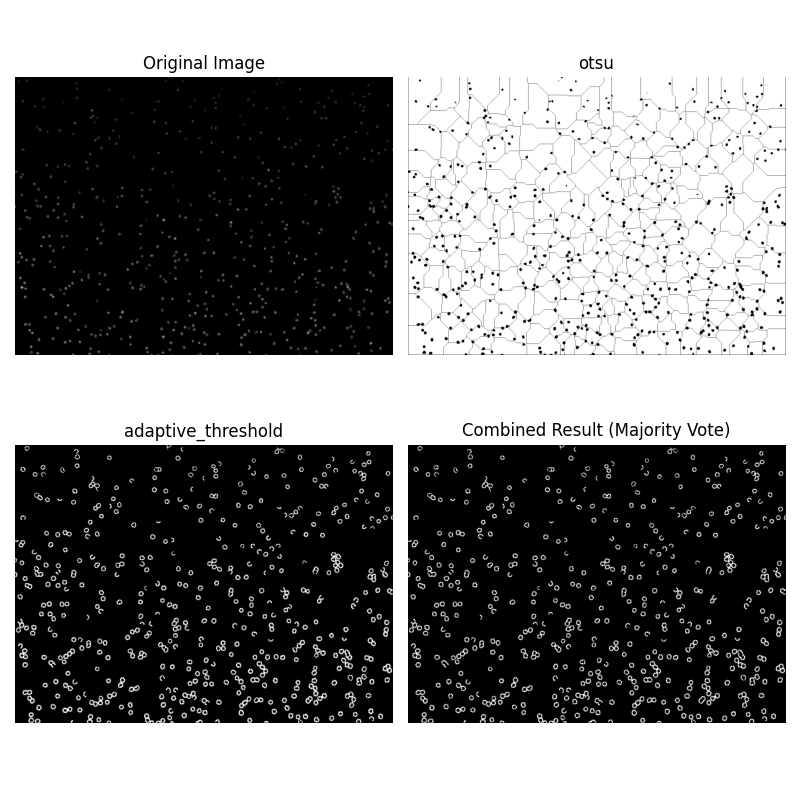 Original Image
otsu
adaptive_threshold
Combined Result (Majority Vote)